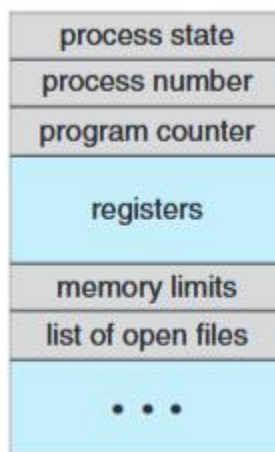 process state
process number
program counter
registers
memory limits
list of open files
• • •